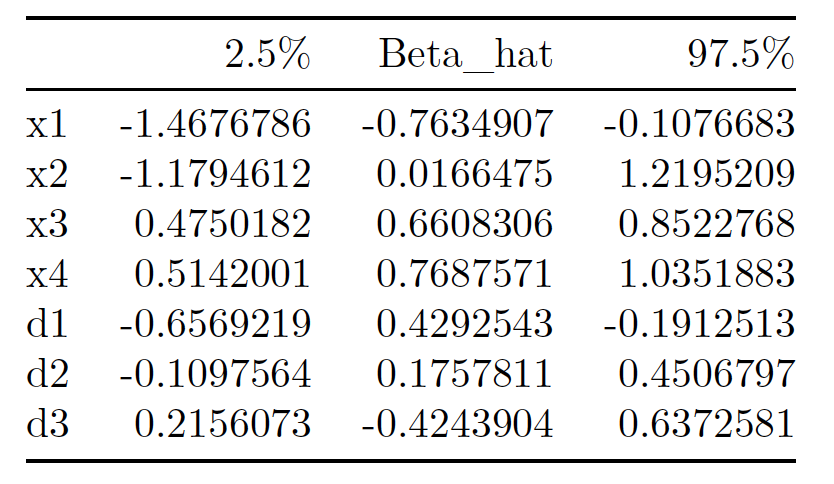 2.5% Beta_hat 97.5%
x1 -1.4676786 -0.7634907 -0.1076683
x2 -1.1794612 0.0166475 1.2195209
x3 0.4750182 0.6608306 0.8522768
x4 0.5142001 0.7687571 1.0351883
d1 -0.6569219 0.4292543 -0.1912513
d2 -0.1097564 0.1757811 0.4506797
d3 0.2156073 -0.4243904 0.6372581